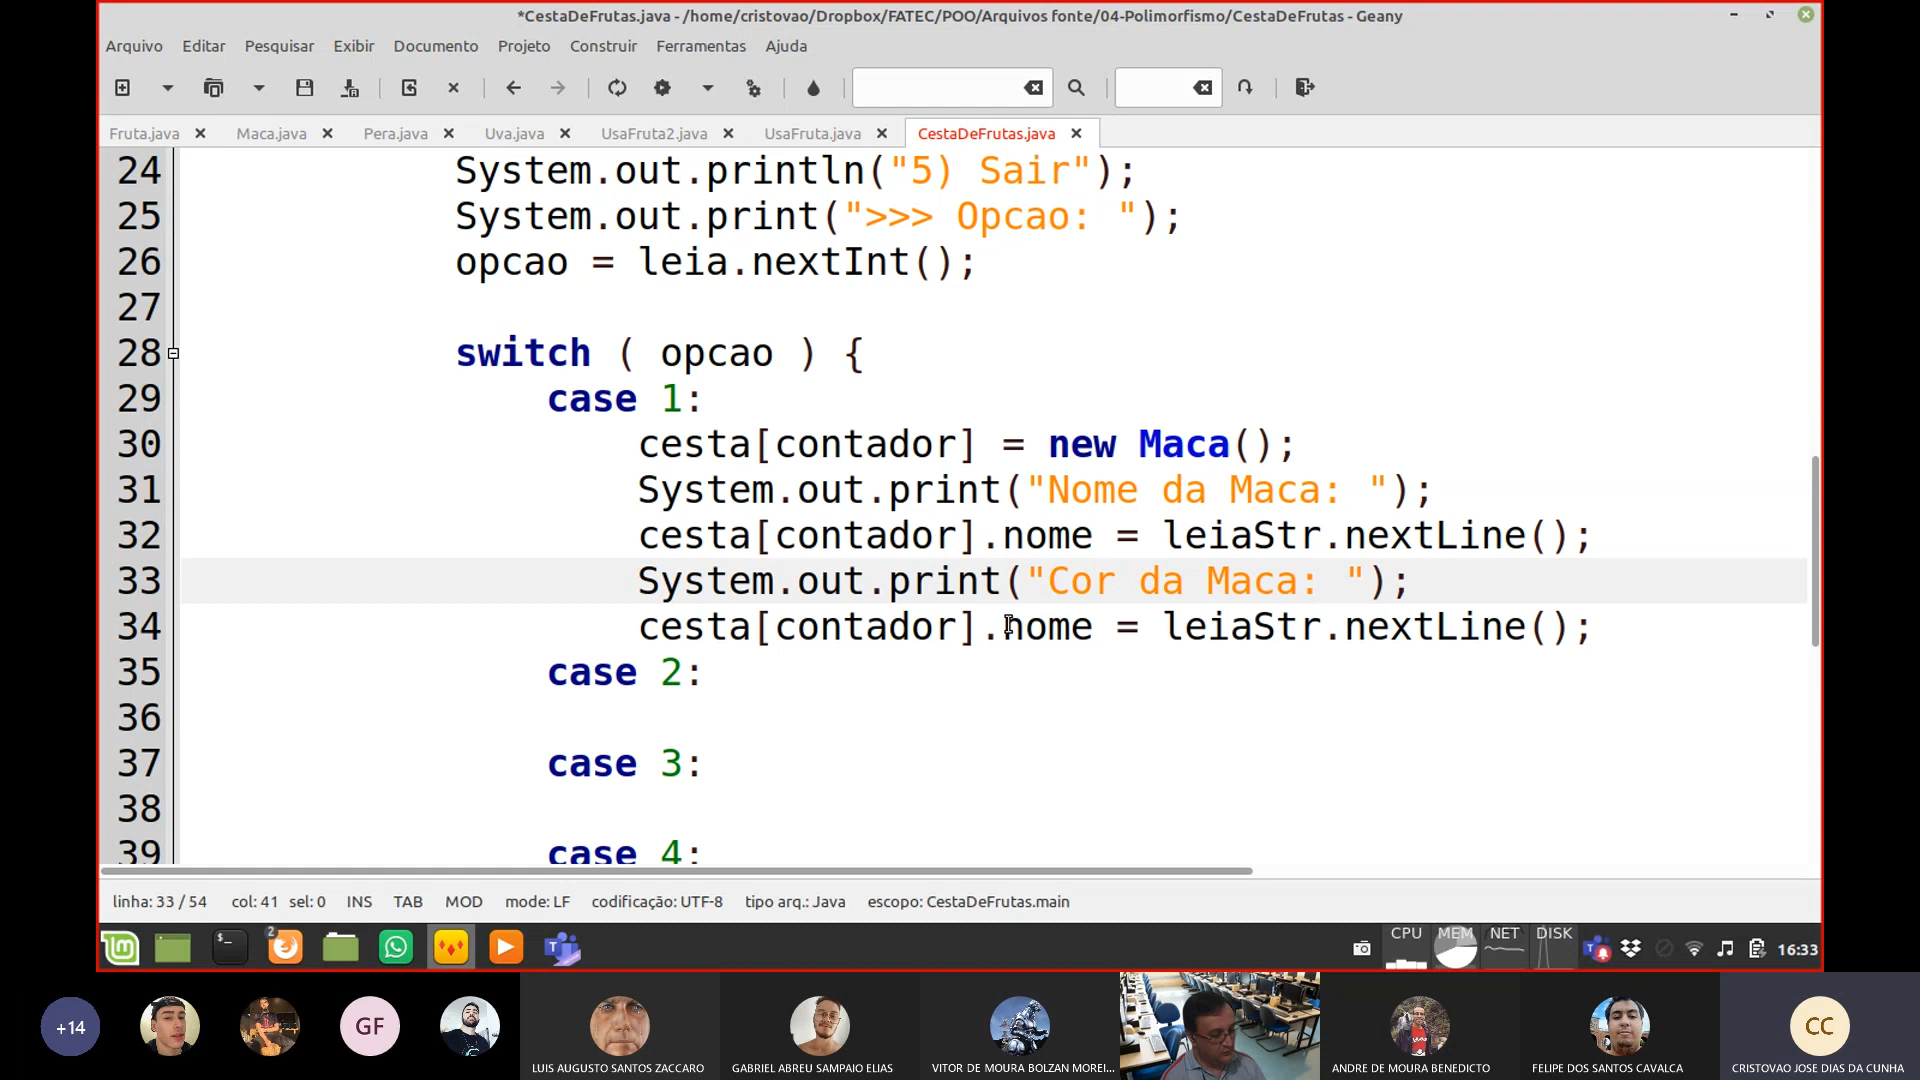 *CestaDeFrutas.java - /home/cristovao/Dropbox/FATEC/POO/Arquivos fonte/04-Polimorfismo/CestaDeFrutas - Geany
Arquivo Editar Pesquisar Exibir Documento Projeto Construir Ferramentas Ajuda
Fruta.java Maca.java Pera.java Uva.java UsaFruta2.java UsaFruta.java CestaDeFrutas.java
24 System.out.println("5) Sair");
25 System.out.print(">>> Opcao: ");
26 opcao = leia.nextInt();
27
28 switch ( opcao ) {
29 case 1:
30 cesta[contador] = new Maca();
31 System.out.print("Nome da Maca: ");
32 cesta[contador].nome = leiaStr.nextLine();
33 System.out.print("Cor da Maca: ");
34 cesta[contador].nome = leiaStr.nextLine();
35 case 2:
36
37 case 3:
38
39 case 4:
linha: 33 / 54 col: 41 sel: 0 INS TAB MOD mode: LF codificação: UTF-8 tipo arq.: Java escopo: CestaDeFrutas.main
2 CPU MEM NET DISK 16:33
+14 GF CC
LUIS AUGUSTO SANTOS ZACCARO GABRIEL ABREU SAMPAIO ELIAS VITOR DE MOURA BOLZAN MOREI... ANDRE DE MOURA BENEDICTO FELIPE DOS SANTOS CAVALCA CRISTOVAO JOSE DIAS DA CUNHA